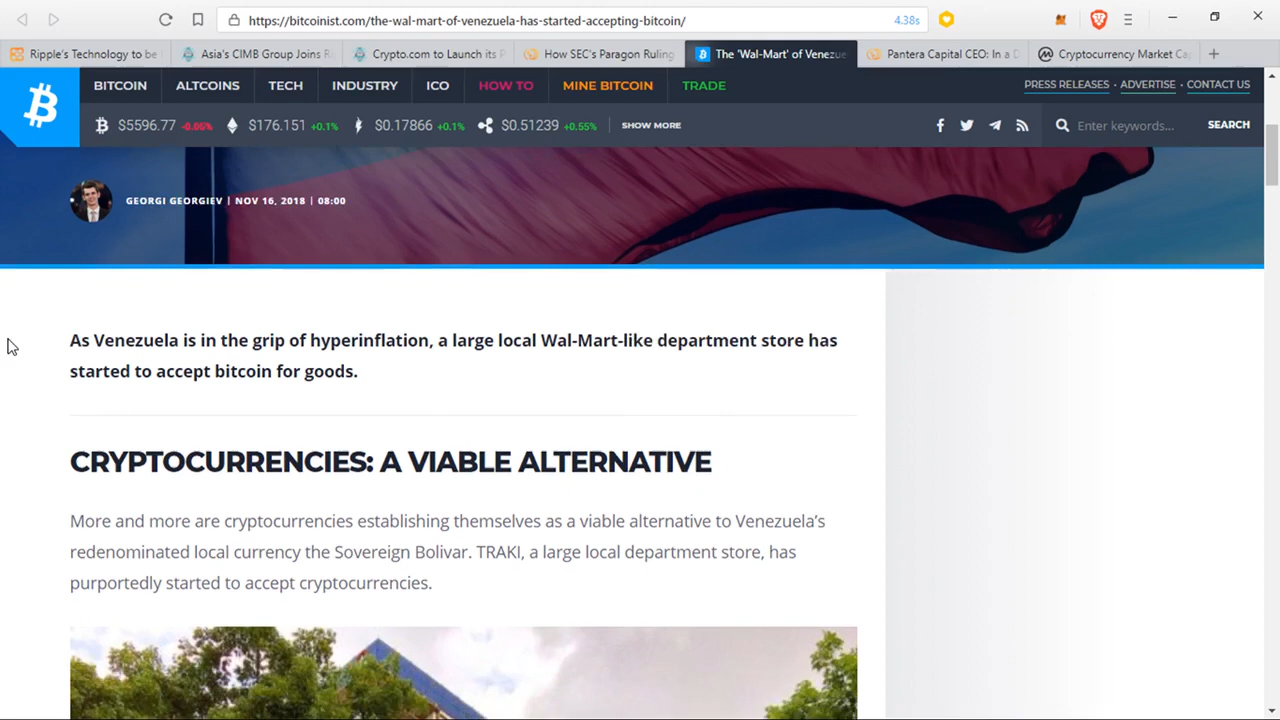 https://bitcoinist.com/the-wal-mart-of-venezuela-has-started-accepting-bitcoin/ 4.38s
Ripple's Technology to be Asia's CIMB Group Joins R Crypto.com to Launch its P How SEC's Paragon Ruling The 'Wal-Mart' of Venezue Pantera Capital CEO: In a D Cryptocurrency Market Ca
BITCOIN ALTCOINS TECH INDUSTRY ICO HOW TO MINE BITCOIN TRADE PRESS RELEASES · ADVERTISE · CONTACT US
$5596.77 -0.05% $176.151 +0.1% $0.17866 +0.1% $0.51239 +0.55% SHOW MORE Enter keywords... SEARCH
GEORGI GEORGIEV | NOV 16, 2018 | 08:00
As Venezuela is in the grip of hyperinflation, a large local Wal-Mart-like department store has
started to accept bitcoin for goods.
CRYPTOCURRENCIES: A VIABLE ALTERNATIVE
More and more are cryptocurrencies establishing themselves as a viable alternative to Venezuela's
redenominated local currency the Sovereign Bolivar. TRAKI, a large local department store, has
purportedly started to accept cryptocurrencies.